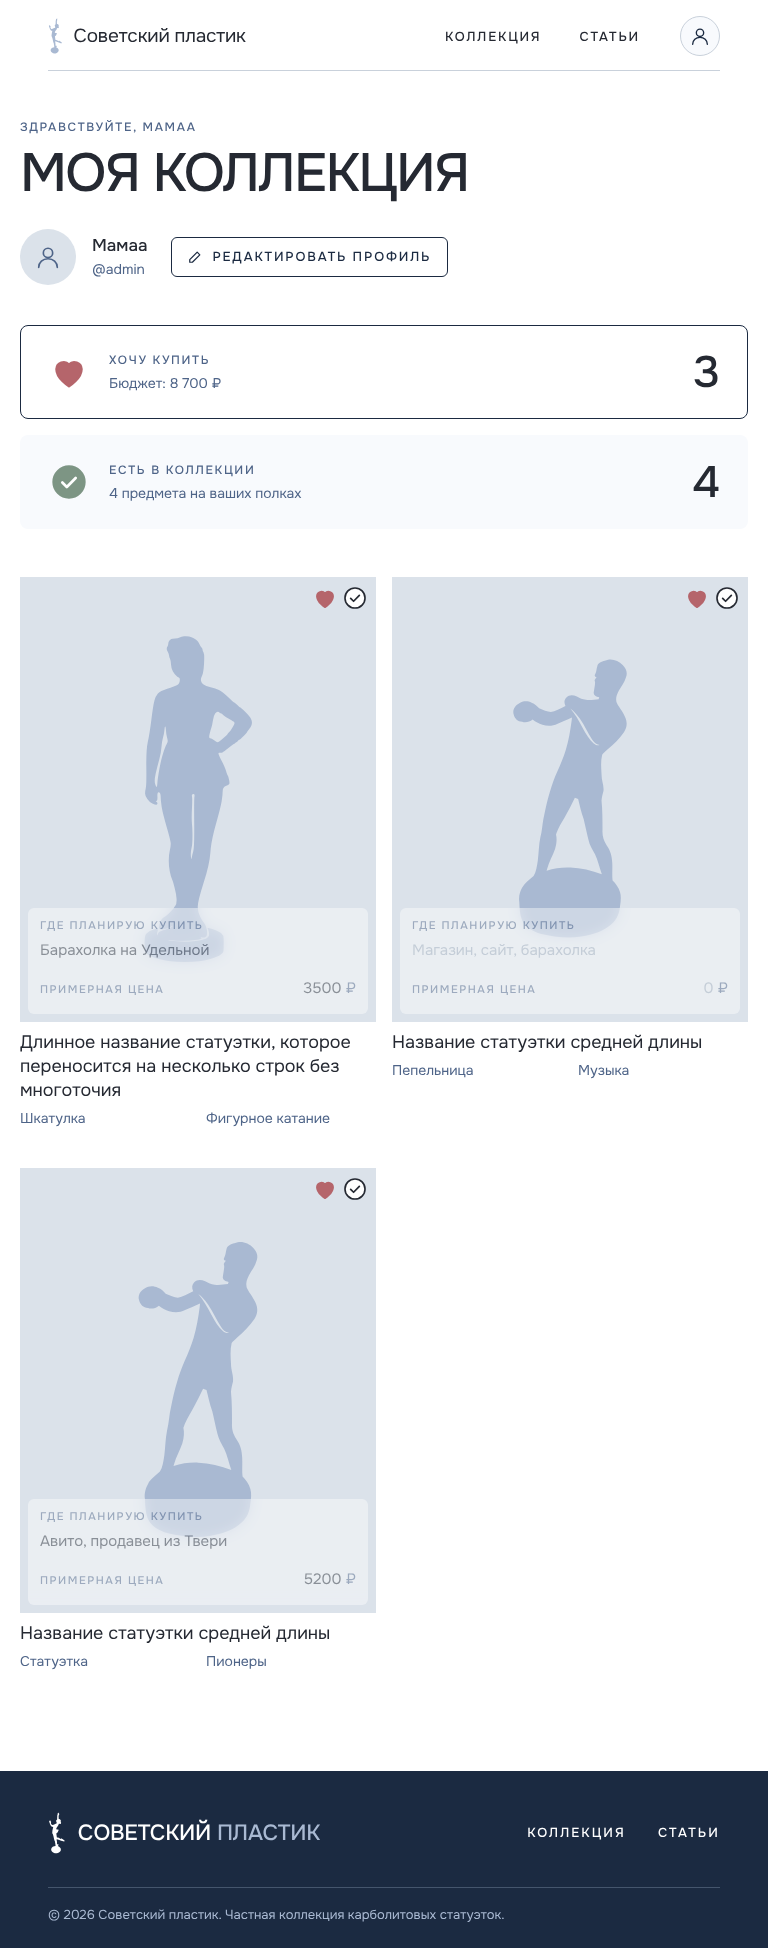 Советский пластик
КОЛЛЕКЦИЯ
СТАТЬИ
ЗДРАВСТВУЙТЕ, МАМАА
МОЯ КОЛЛЕКЦИЯ
Мамаа
@admin
РЕДАКТИРОВАТЬ ПРОФИЛЬ
ХОЧУ КУПИТЬ
Бюджет: 8 700 ₽
3
ЕСТЬ В КОЛЛЕКЦИИ
4 предмета на ваших полках
4
ГДЕ ПЛАНИРУЮ КУПИТЬ
Барахолка на Удельной
ПРИМЕРНАЯ ЦЕНА
3500 ₽
Длинное название статуэтки, которое
переносится на несколько строк без
многоточия
Шкатулка
Фигурное катание
ГДЕ ПЛАНИРУЮ КУПИТЬ
Магазин, сайт, барахолка
ПРИМЕРНАЯ ЦЕНА
0 ₽
Название статуэтки средней длины
Пепельница
Музыка
ГДЕ ПЛАНИРУЮ КУПИТЬ
Авито, продавец из Твери
ПРИМЕРНАЯ ЦЕНА
5200 ₽
Название статуэтки средней длины
Статуэтка
Пионеры
СОВЕТСКИЙ ПЛАСТИК
КОЛЛЕКЦИЯ
СТАТЬИ
© 2026 Советский пластик. Частная коллекция карболитовых статуэток.